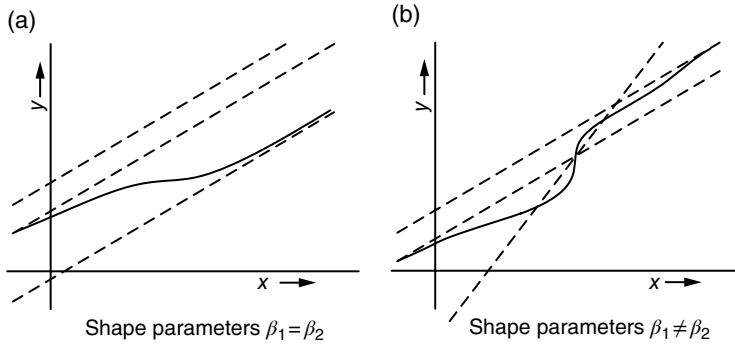 (a)
y
x
Shape parameters β₁=β₂
(b)
y
x
Shape parameters β₁≠β₂